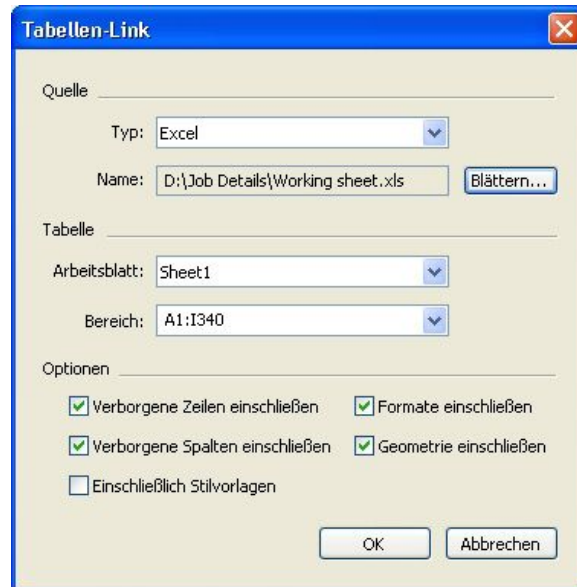 Tabellen-Link
Quelle
Typ: Excel
Name: D:\Job Details\Working sheet.xls Blättern...
Tabelle
Arbeitsblatt: Sheet1
Bereich: A1:I340
Optionen
Verborgene Zeilen einschließen Formate einschließen
Verborgene Spalten einschließen Geometrie einschließen
Einschließlich Stilvorlagen
OK Abbrechen